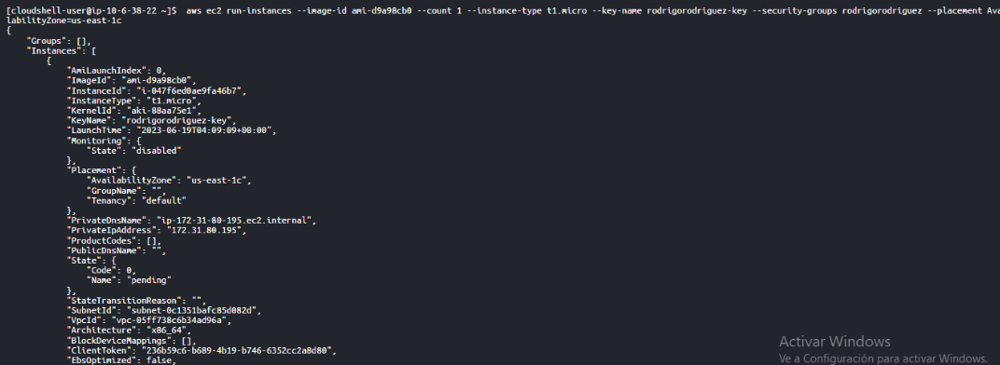 [cloudshell-user@ip-10-6-38-22 ~]$  aws ec2 run-instances --image-id ami-d9a98cb0 --count 1 --instance-type t1.micro --key-name rodrigorodriguez-key --security-groups rodrigorodriguez --placement Ava
labilityZone=us-east-1c
{
    "Groups": [],
    "Instances": [
        {
            "AmiLaunchIndex": 0,
            "ImageId": "ami-d9a98cb0",
            "InstanceId": "i-047f6ed0ae9fa46b7",
            "InstanceType": "t1.micro",
            "KernelId": "aki-88aa75e1",
            "KeyName": "rodrigorodriguez-key",
            "LaunchTime": "2023-06-19T04:09:09+00:00",
            "Monitoring": {
                "State": "disabled"
            },
            "Placement": {
                "AvailabilityZone": "us-east-1c",
                "GroupName": "",
                "Tenancy": "default"
            },
            "PrivateDnsName": "ip-172-31-80-195.ec2.internal",
            "PrivateIpAddress": "172.31.80.195",
            "ProductCodes": [],
            "PublicDnsName": "",
            "State": {
                "Code": 0,
                "Name": "pending"
            },
            "StateTransitionReason": "",
            "SubnetId": "subnet-0c1351bafc85d082d",
            "VpcId": "vpc-05ff738c6b34ad96a",
            "Architecture": "x86_64",
            "BlockDeviceMappings": [],
            "ClientToken": "236b59c6-b689-4b19-b746-6352cc2a8d80",
            "EbsOptimized": false,
Activar Windows
Ve a Configuración para activar Windows.